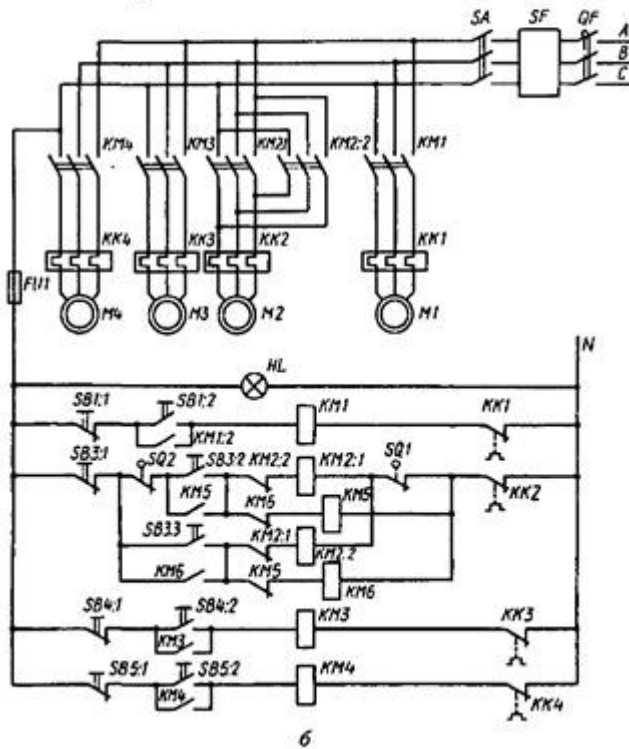 SA SF QF A
B
C
KM4 KM3 KM2:1 KM2:2 KM1
KK4 KK3 KK2 KK1
FU1
M4 M3 M2 M1
N
HL
SB1:1 SB1:2 KM1 KK1
KM1:2
SB3:1 SQ2 SB3:2 KM2:2 KM2:1 SQ1
KM5 KM6 KM5 KK2
SB3.3 KM2:1 KM2:2
KM6 KM5 KM6
SB4:1 SB4:2 KM3 KK3
KM3
SB5:1 SB5:2 KM4
KM4 KK4
б